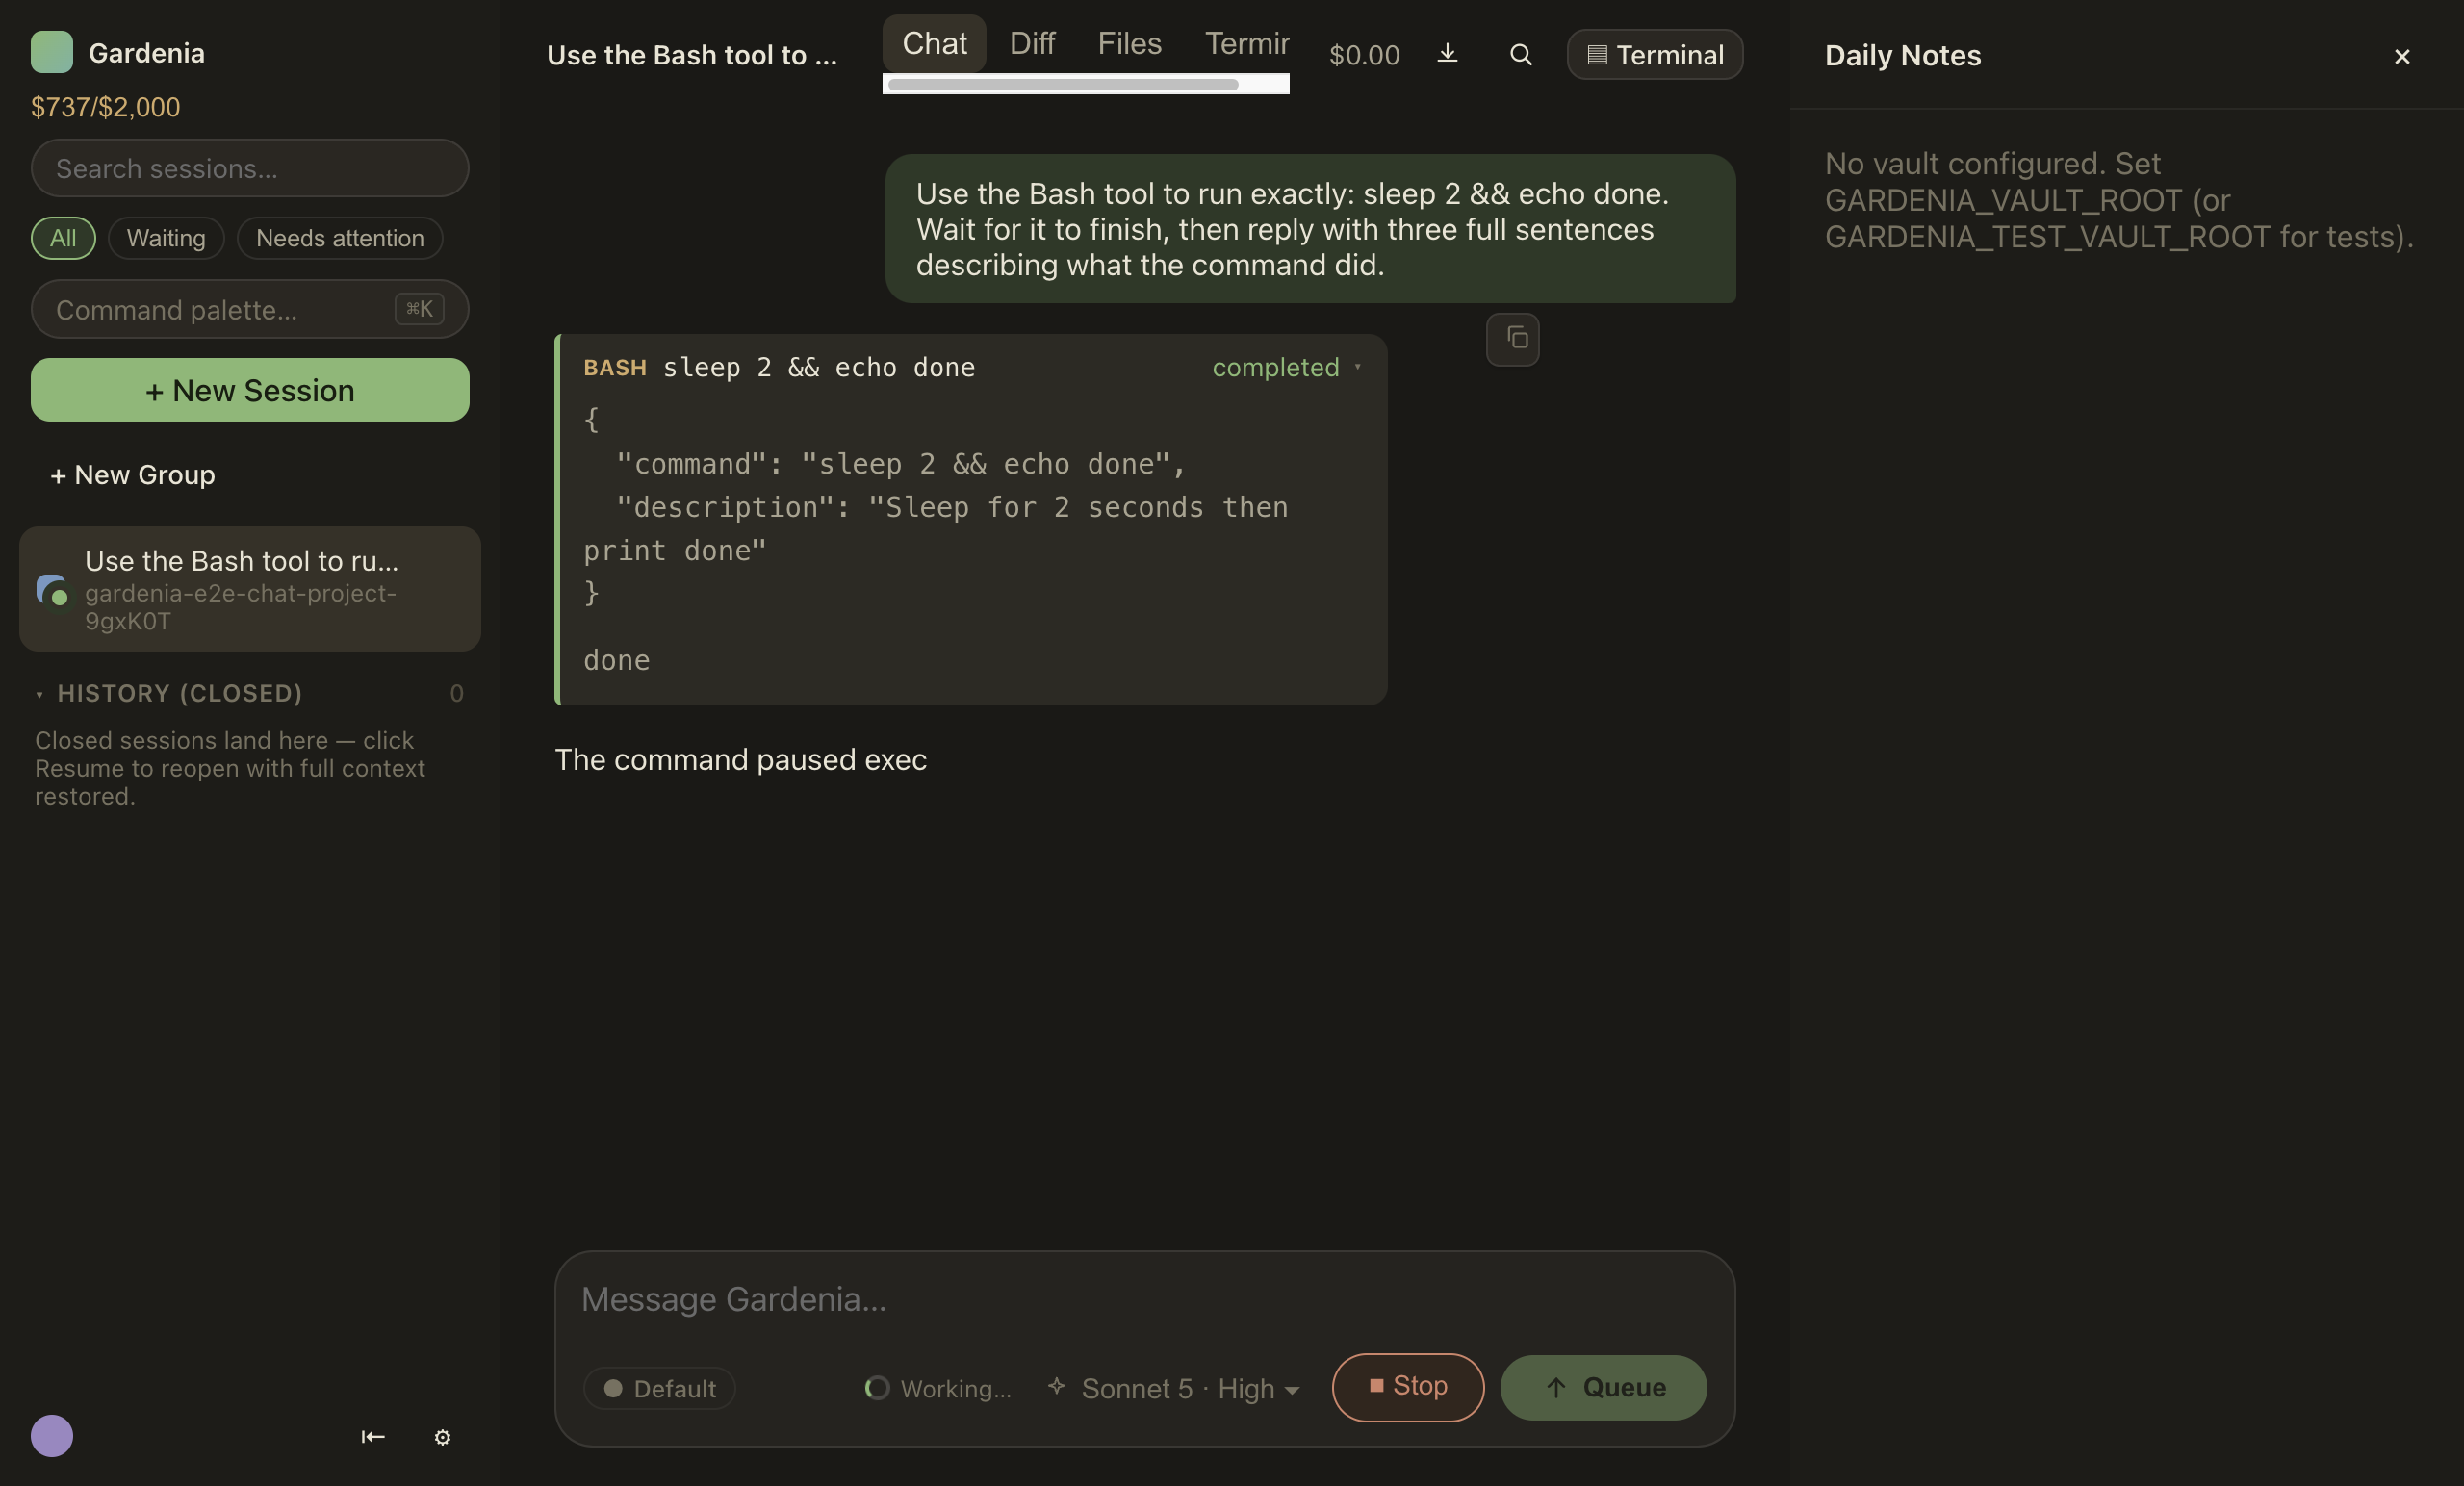 Gardenia
$737/$2,000
Search sessions...
All
Waiting
Needs attention
Command palette...
⌘K
+ New Session
+ New Group
Use the Bash tool to ru...
gardenia-e2e-chat-project-
9gxK0T
HISTORY (CLOSED)
0
Closed sessions land here — click
Resume to reopen with full context
restored.
Use the Bash tool to ...
Chat
Diff
Files
Termir
$0.00
Terminal
Use the Bash tool to run exactly: sleep 2 && echo done.
Wait for it to finish, then reply with three full sentences
describing what the command did.
BASH sleep 2 && echo done
completed
{
"command": "sleep 2 && echo done",
"description": "Sleep for 2 seconds then
print done"
}
done
The command paused exec
Message Gardenia...
Default
Working...
Sonnet 5 · High
Stop
Queue
Daily Notes
No vault configured. Set
GARDENIA_VAULT_ROOT (or
GARDENIA_TEST_VAULT_ROOT for tests).